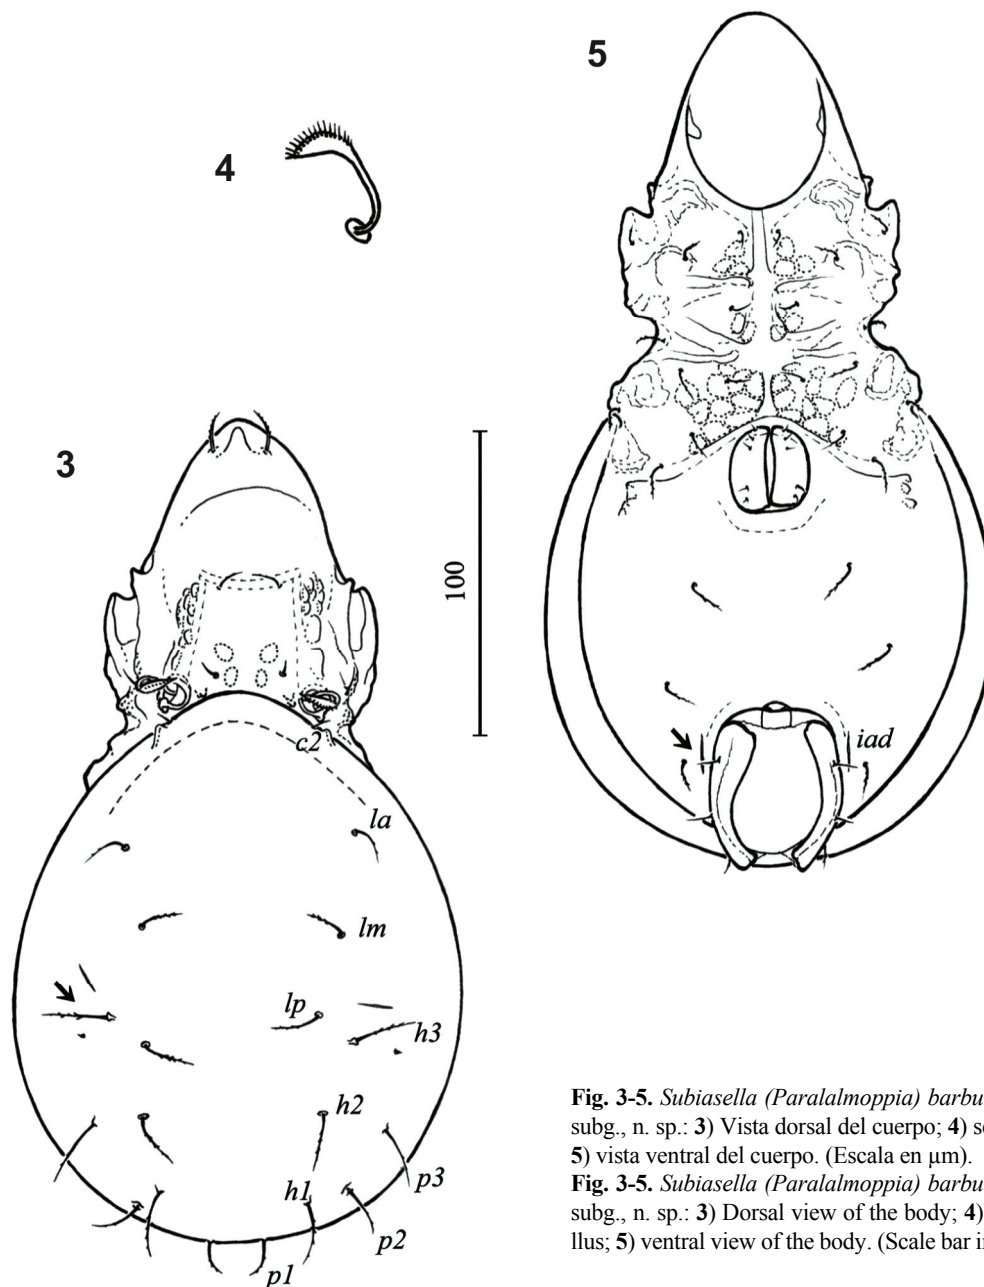 4
5
3
100
c2
la
lm
lp
h3
h2
h1
p3
p2
p1
iad
Fig. 3-5. Subiasella (Paralalmoppia) barbu
subg., n. sp.: 3) Vista dorsal del cuerpo; 4) se
5) vista ventral del cuerpo. (Escala en µm).
Fig. 3-5. Subiasella (Paralalmoppia) barbu
subg., n. sp.: 3) Dorsal view of the body; 4)
llus; 5) ventral view of the body. (Scale bar in